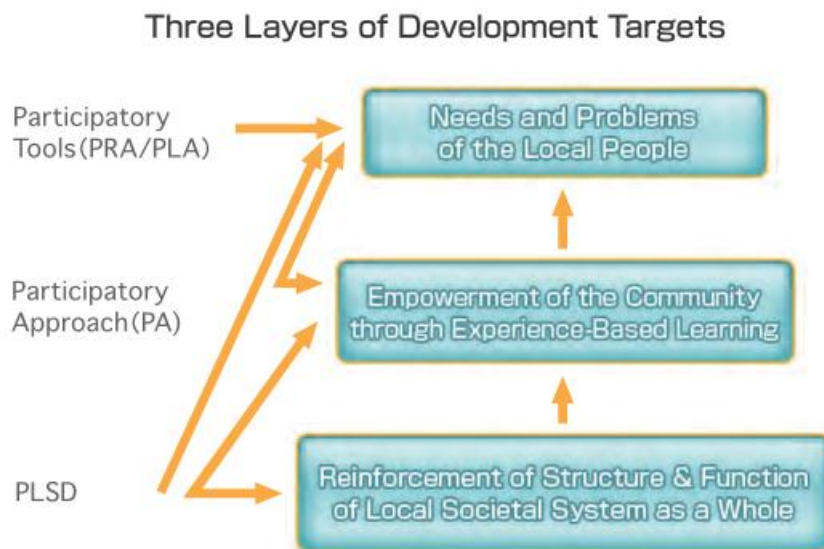 Three Layers of Development Targets
Participatory
Tools(PRA/PLA)
Needs and Problems
of the Local People
Participatory
Approach(PA)
Empowerment of the Community
through Experience-Based Learning
PLSD
Reinforcement of Structure & Function
of Local Societal System as a Whole